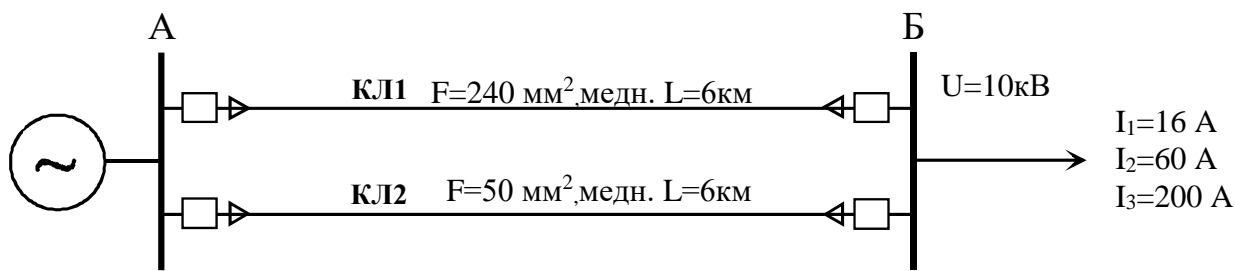 А
Б
КЛ1 F=240 мм²,медн. L=6км
U=10кВ
I₁=16 А
I₂=60 А
I₃=200 А
КЛ2 F=50 мм²,медн. L=6км
~